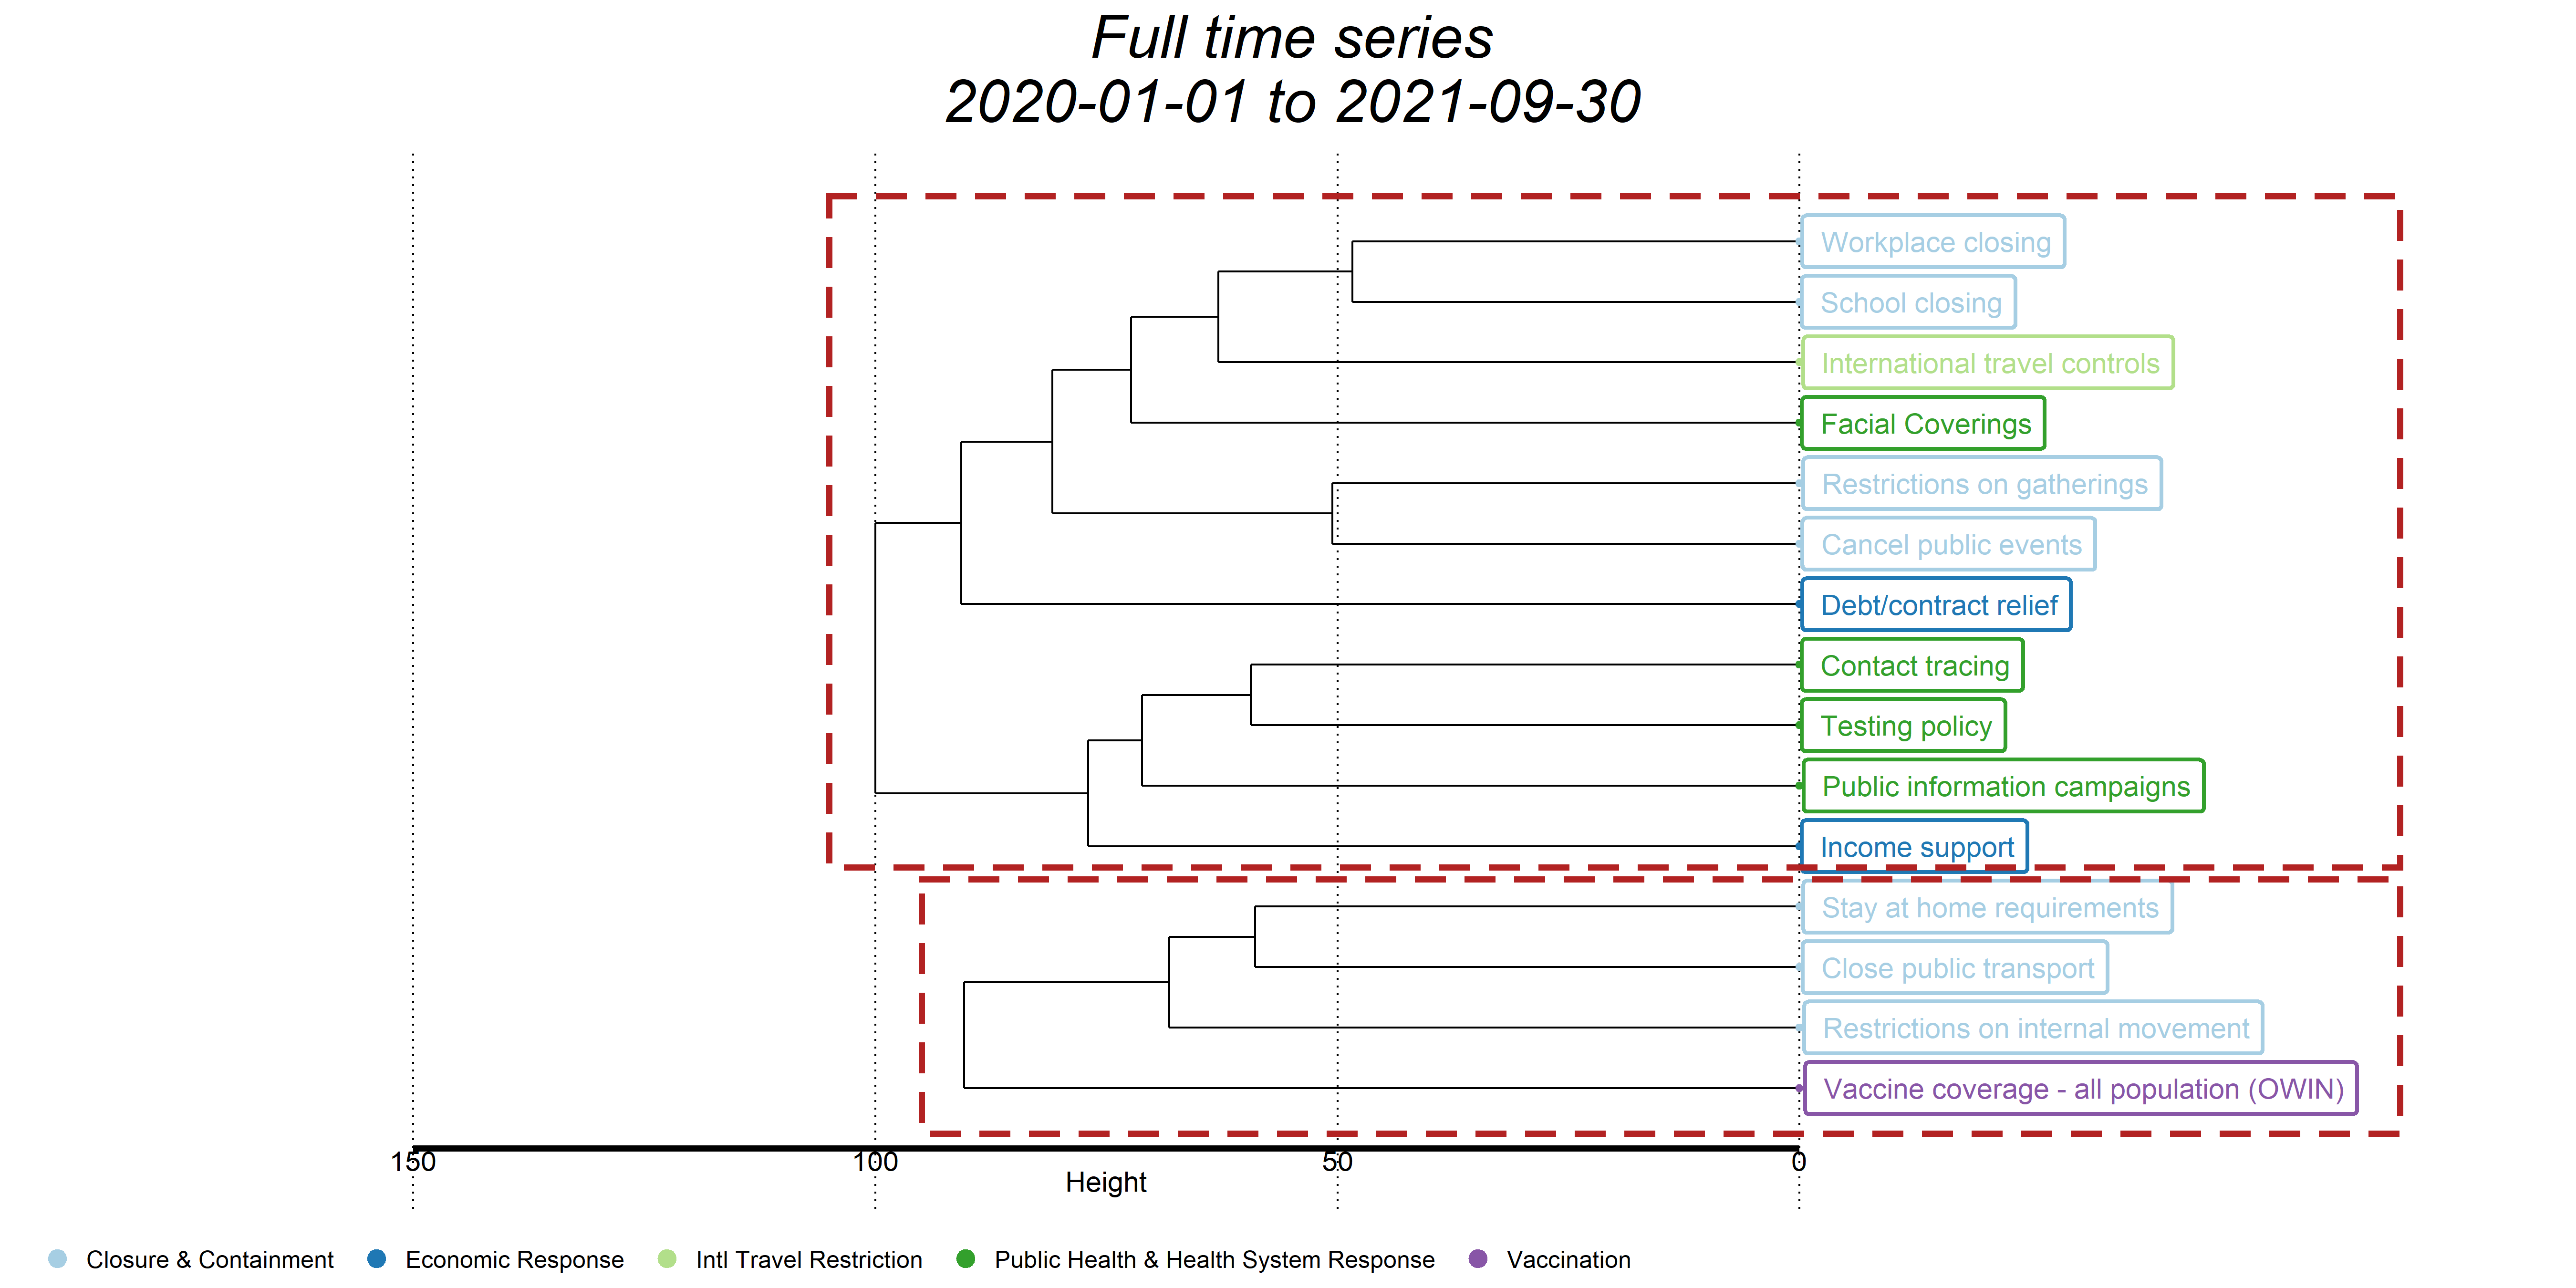 Full time series
2020-01-01 to 2021-09-30
Workplace closing
School closing
International travel controls
Facial Coverings
Restrictions on gatherings
Cancel public events
Debt/contract relief
Contact tracing
Testing policy
Public information campaigns
Income support
Stay at home requirements
Close public transport
Restrictions on internal movement
Vaccine coverage - all population (OWIN)
150 100 50 0
Height
Closure & Containment Economic Response Intl Travel Restriction Public Health & Health System Response Vaccination